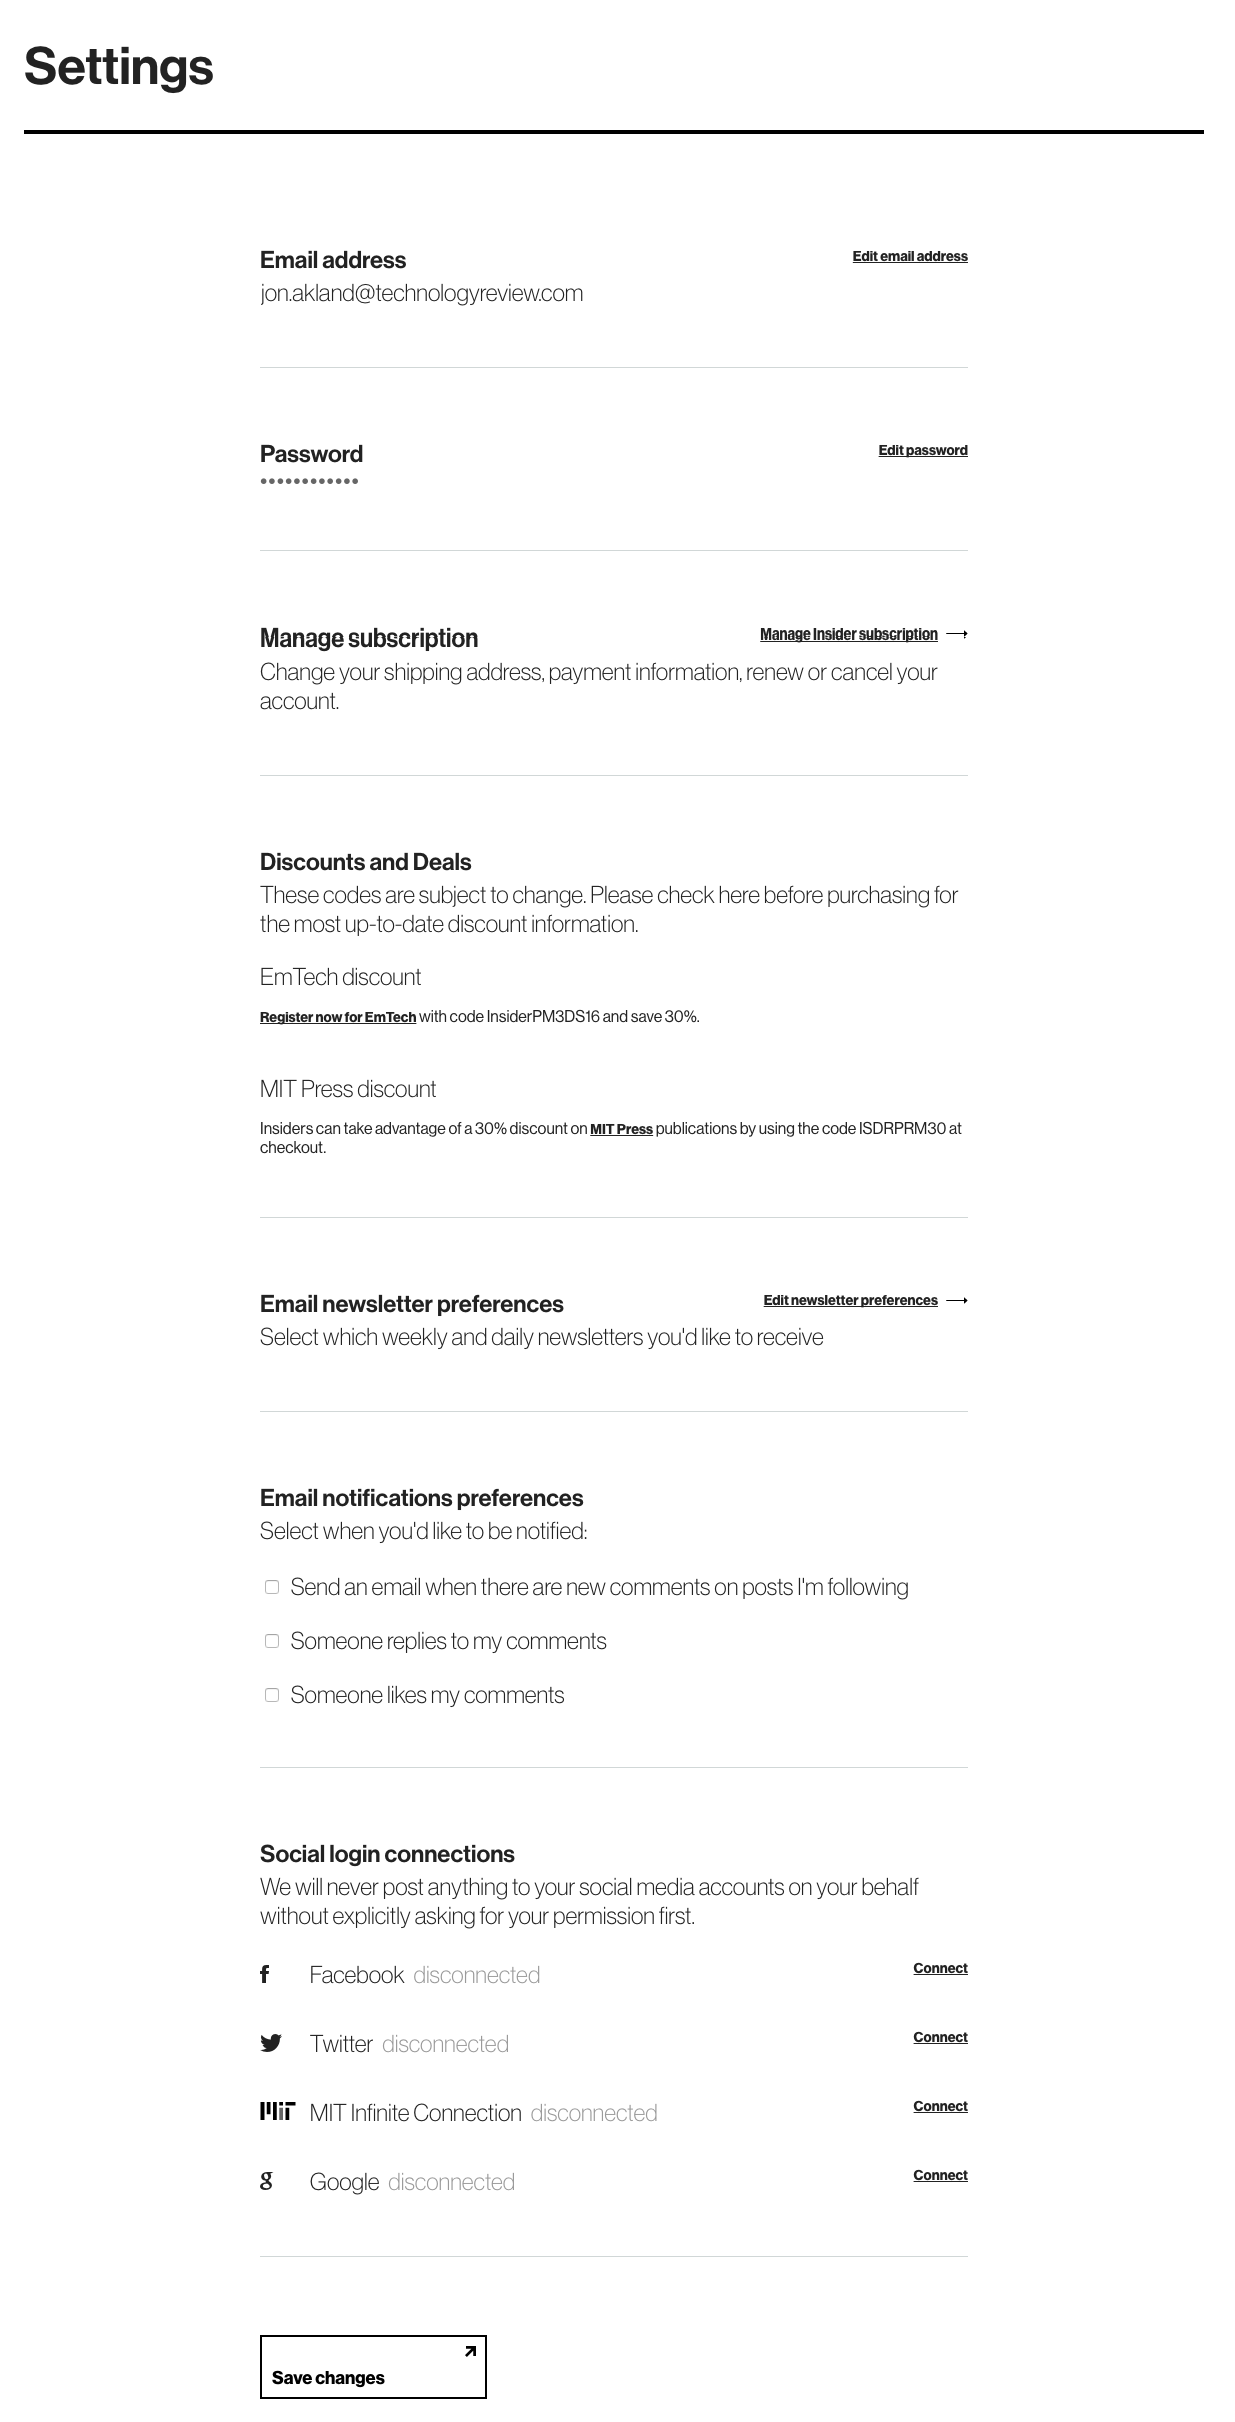 Settings
Email address
Edit email address
jon.akland@technologyreview.com
Password
Edit password
••••••••••••
Manage subscription
Manage Insider subscription
Change your shipping address, payment information, renew or cancel your
account.
Discounts and Deals
These codes are subject to change. Please check here before purchasing for
the most up-to-date discount information.
EmTech discount
Register now for EmTech with code InsiderPM3DS16 and save 30%.
MIT Press discount
Insiders can take advantage of a 30% discount on MIT Press publications by using the code ISDRPRM30 at
checkout.
Email newsletter preferences
Edit newsletter preferences
Select which weekly and daily newsletters you'd like to receive
Email notifications preferences
Select when you'd like to be notified:
Send an email when there are new comments on posts I'm following
Someone replies to my comments
Someone likes my comments
Social login connections
We will never post anything to your social media accounts on your behalf
without explicitly asking for your permission first.
Facebook disconnected
Connect
Twitter disconnected
Connect
MIT Infinite Connection disconnected
Connect
Google disconnected
Connect
Save changes